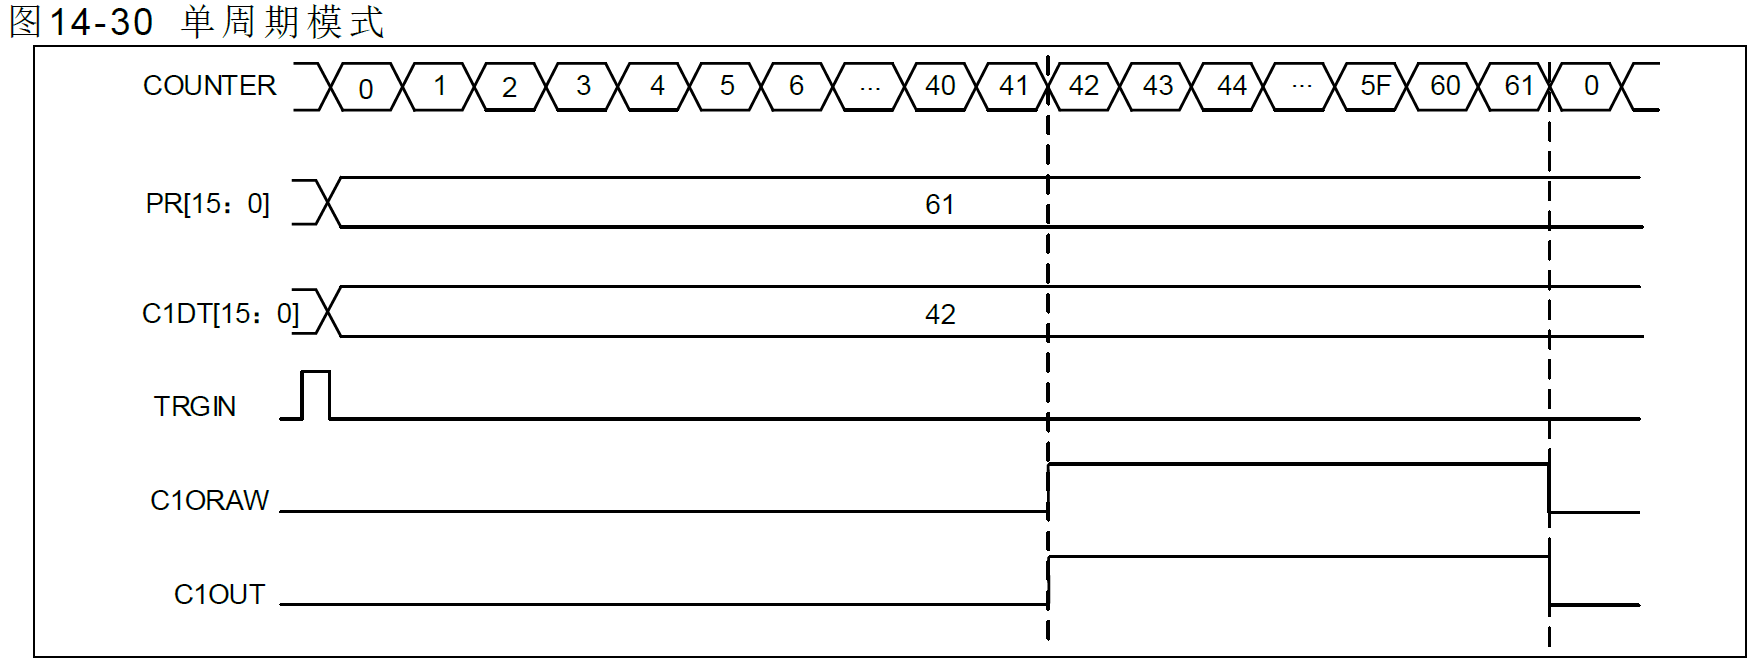 图14-30 单周期模式
COUNTER 0 1 2 3 4 5 6 ... 40 41 42 43 44 ... 5F 60 61 0
PR[15：0] 61
C1DT[15：0] 42
TRGIN
C1ORAW
C1OUT